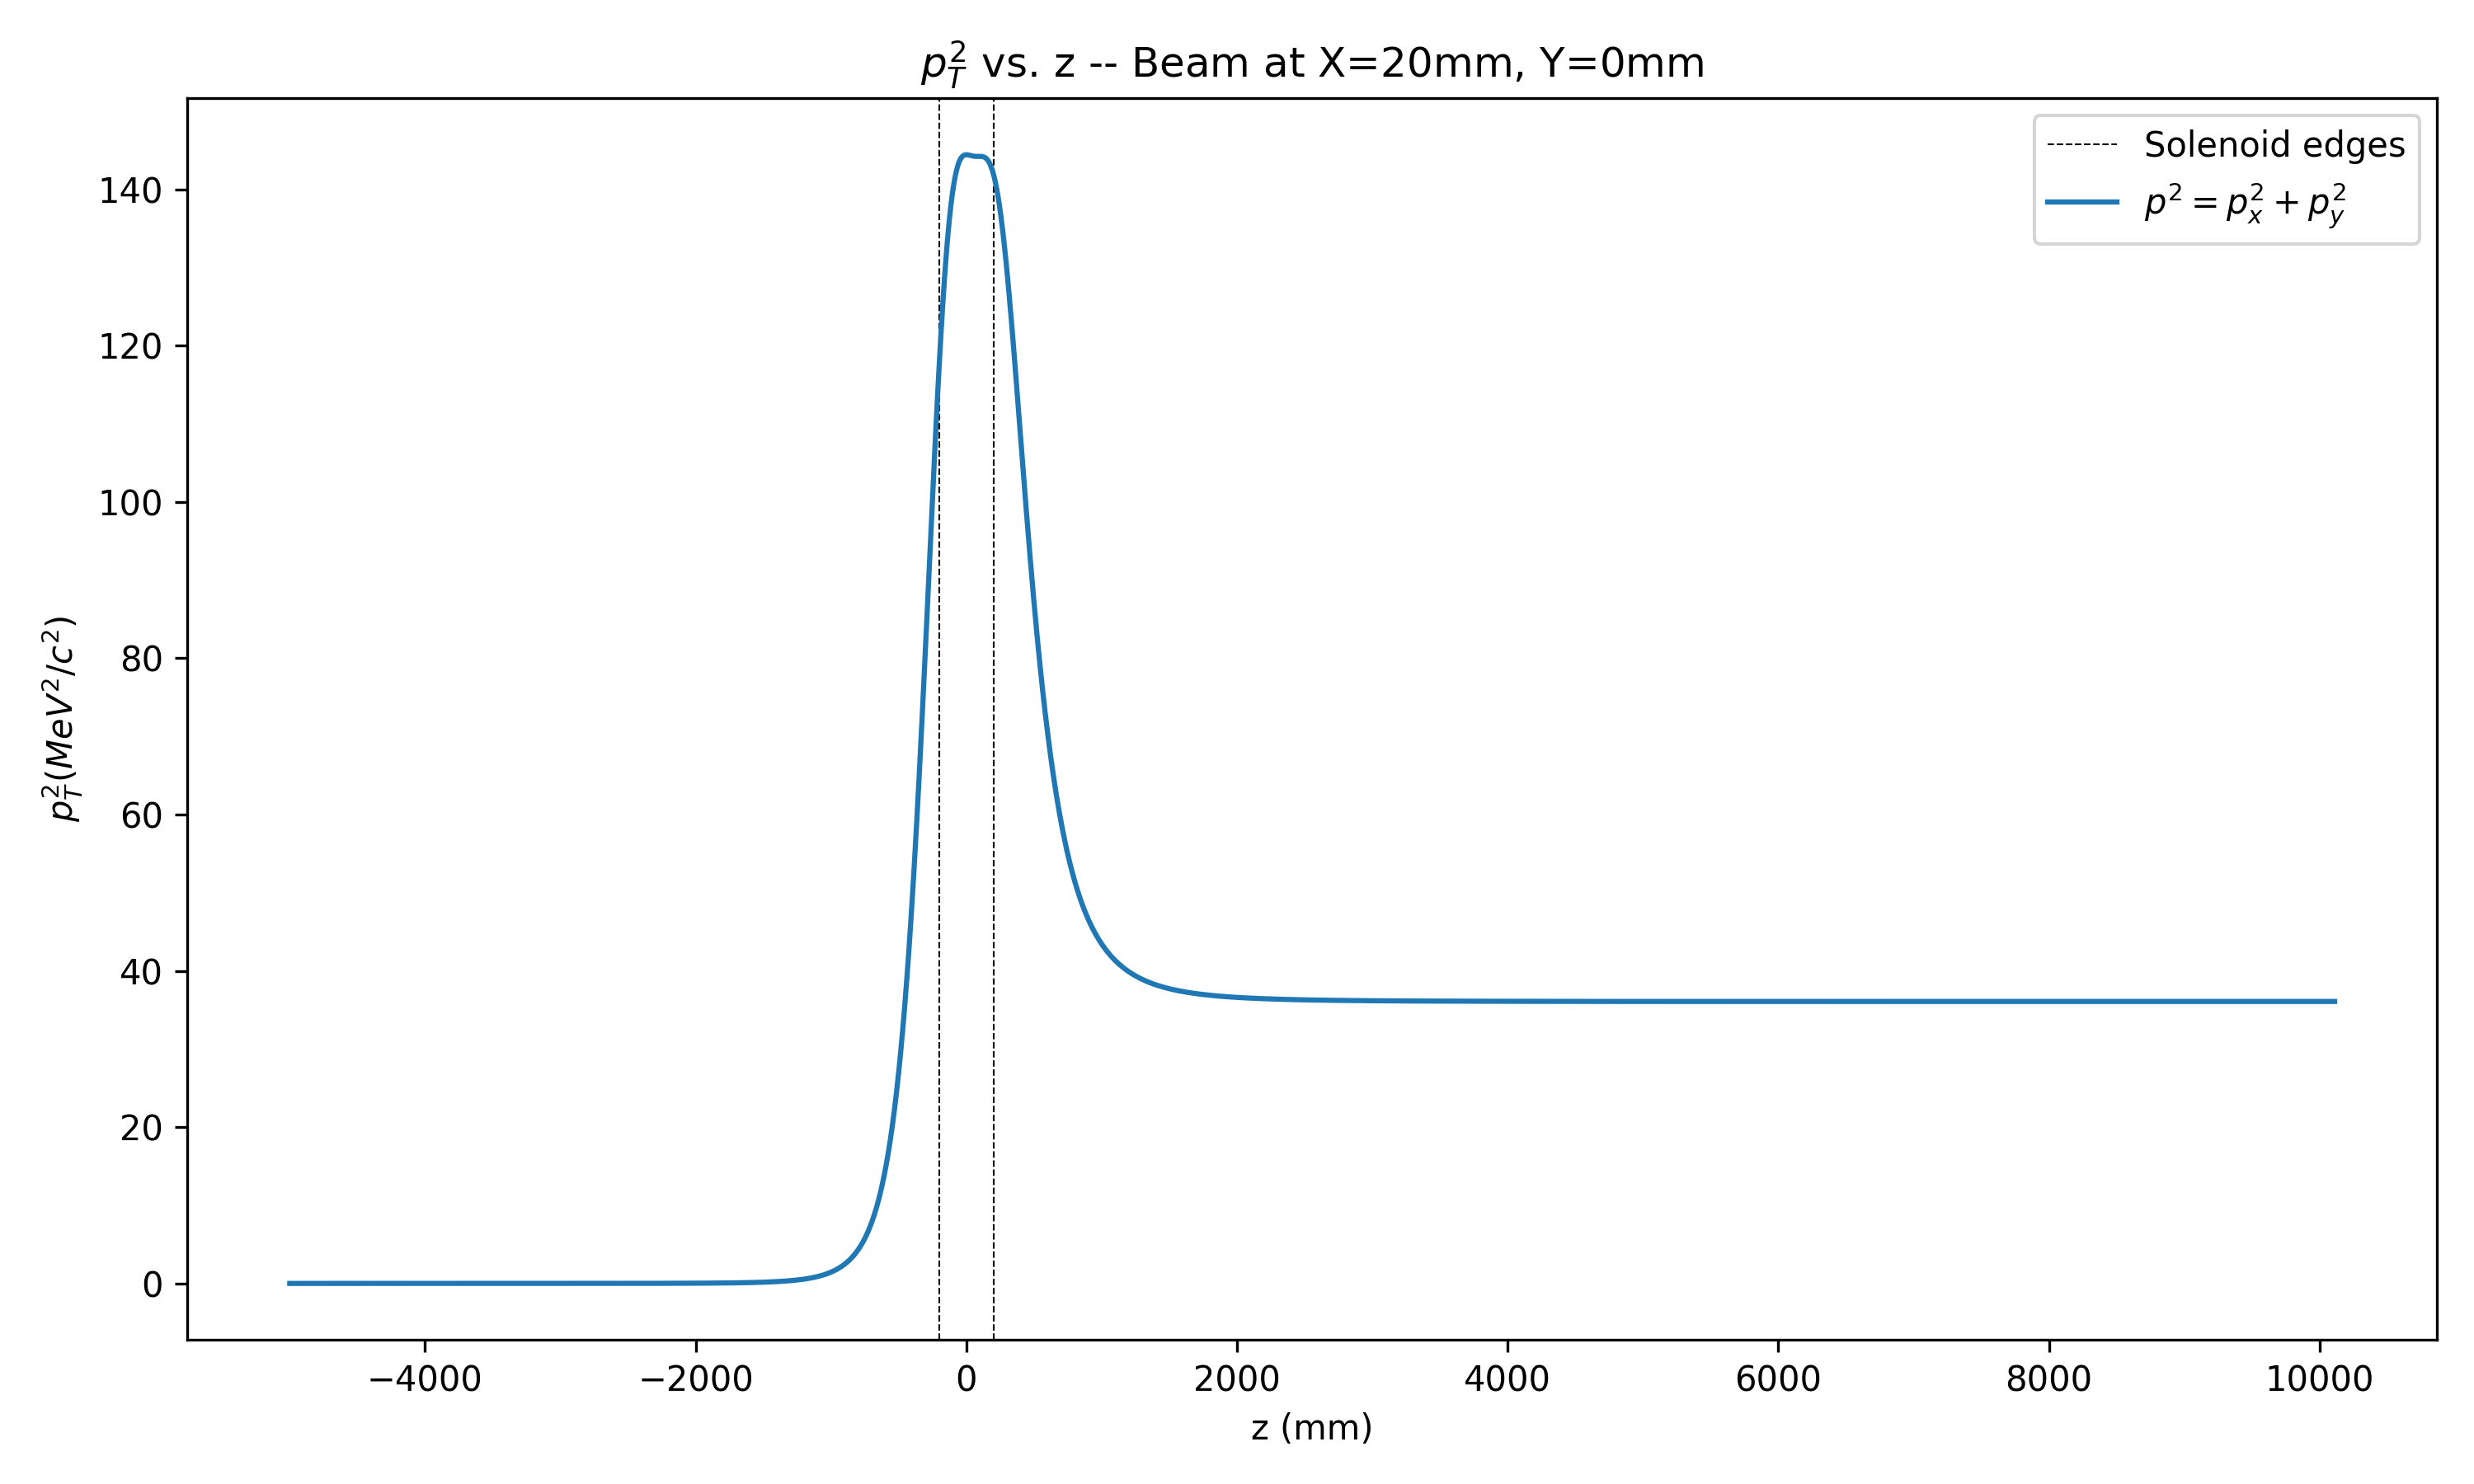 $p_T^2$ vs. z -- Beam at X=20mm, Y=0mm
Solenoid edges
$p^2 = p_x^2 + p_y^2$
$p_T^2 (MeV^2/c^2)$
140
120
100
80
60
40
20
0
−4000 −2000 0 2000 4000 6000 8000 10000
z (mm)